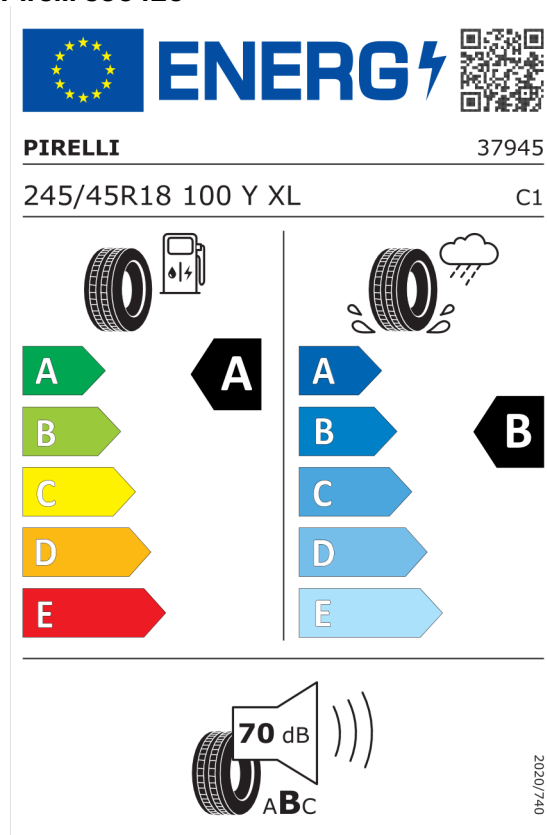 ENERG
PIRELLI 37945
245/45R18 100 Y XL C1
A A A
B B B
C C
D D
E E
70 dB
ABC
2020/740